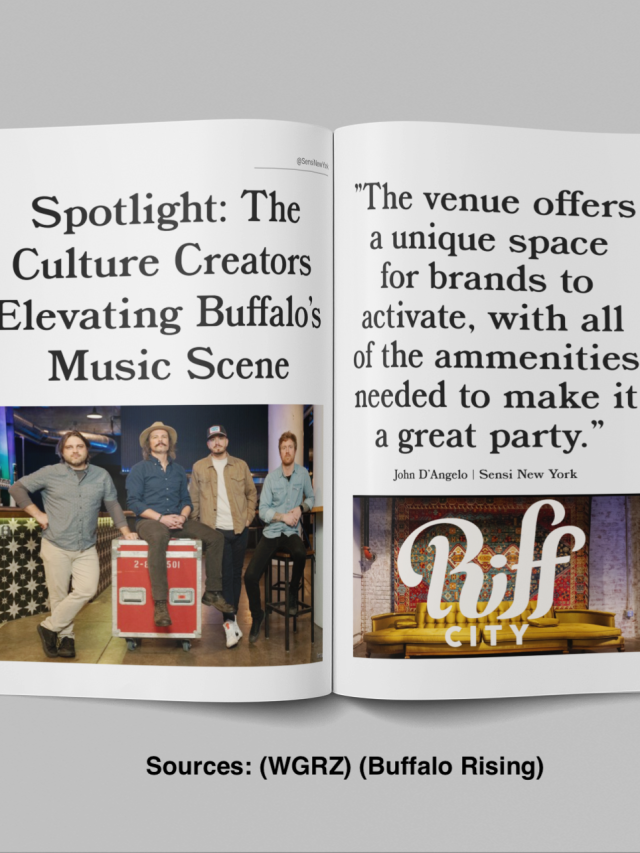 @SensiNewYork
Spotlight: The
Culture Creators
Elevating Buffalo's
Music Scene
2-L 501
"The venue offers
a unique space
for brands to
activate, with all
of the ammenities
needed to make it
a great party."
John D'Angelo | Sensi New York
Riff
CITY
Sources: (WGRZ) (Buffalo Rising)